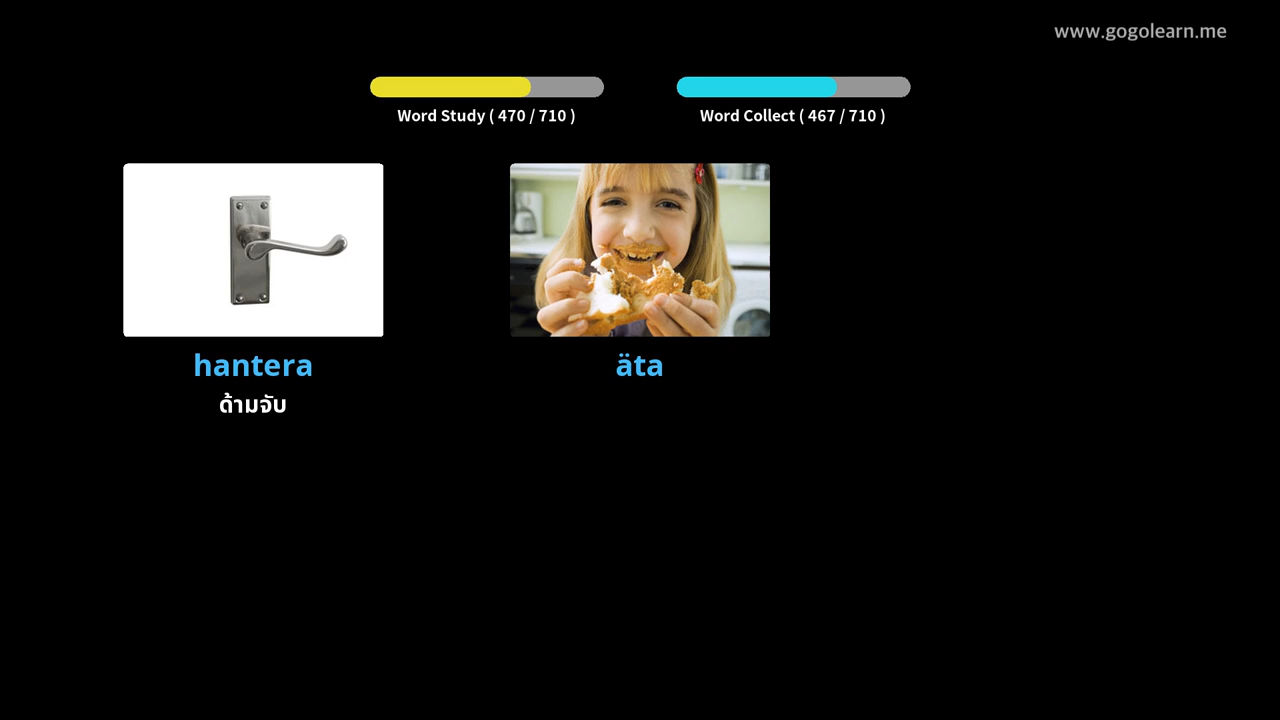 www.gogolearn.me
Word Study ( 470 / 710 )
Word Collect ( 467 / 710 )
hantera
ด้ามจับ
äta